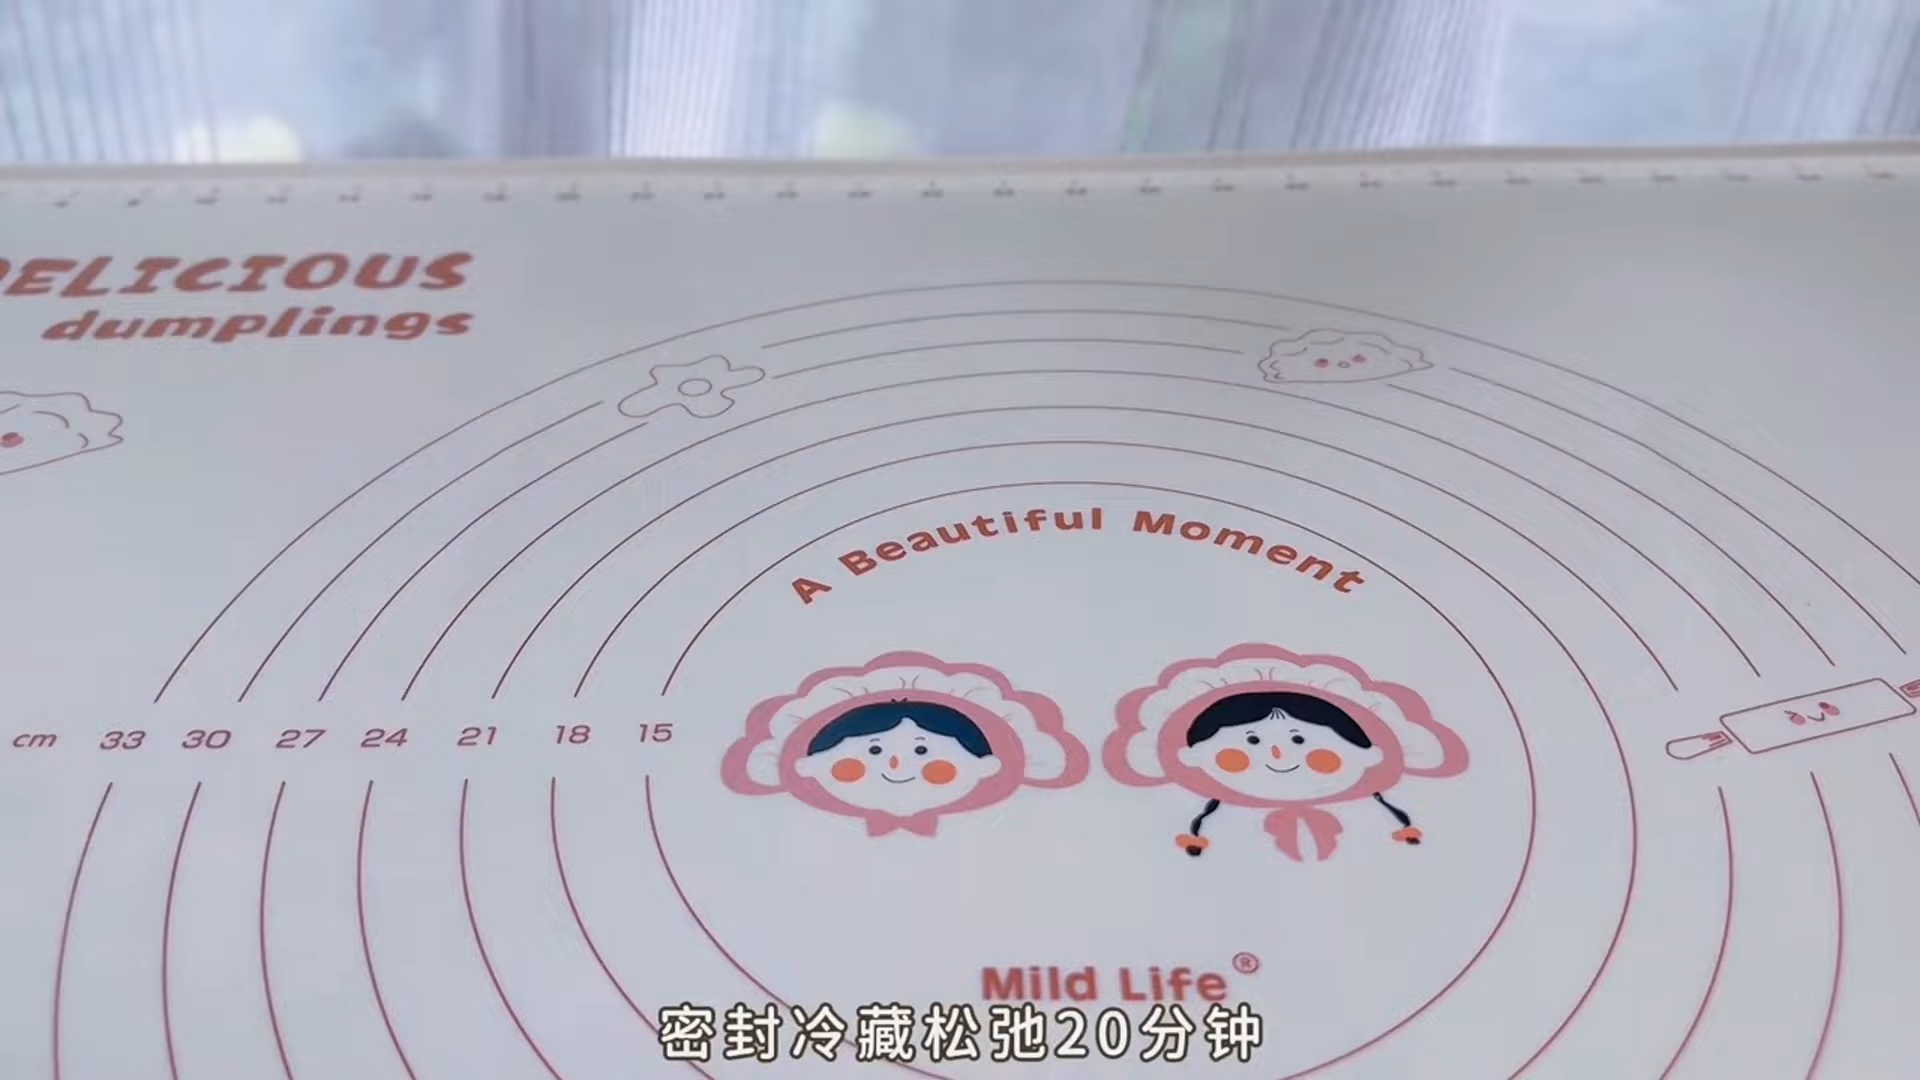 ELICIOUS
dumplings
A Beautiful Moment
cm 33 30 27 24 21 18 15
Mild Life®
密封冷藏松弛20分钟